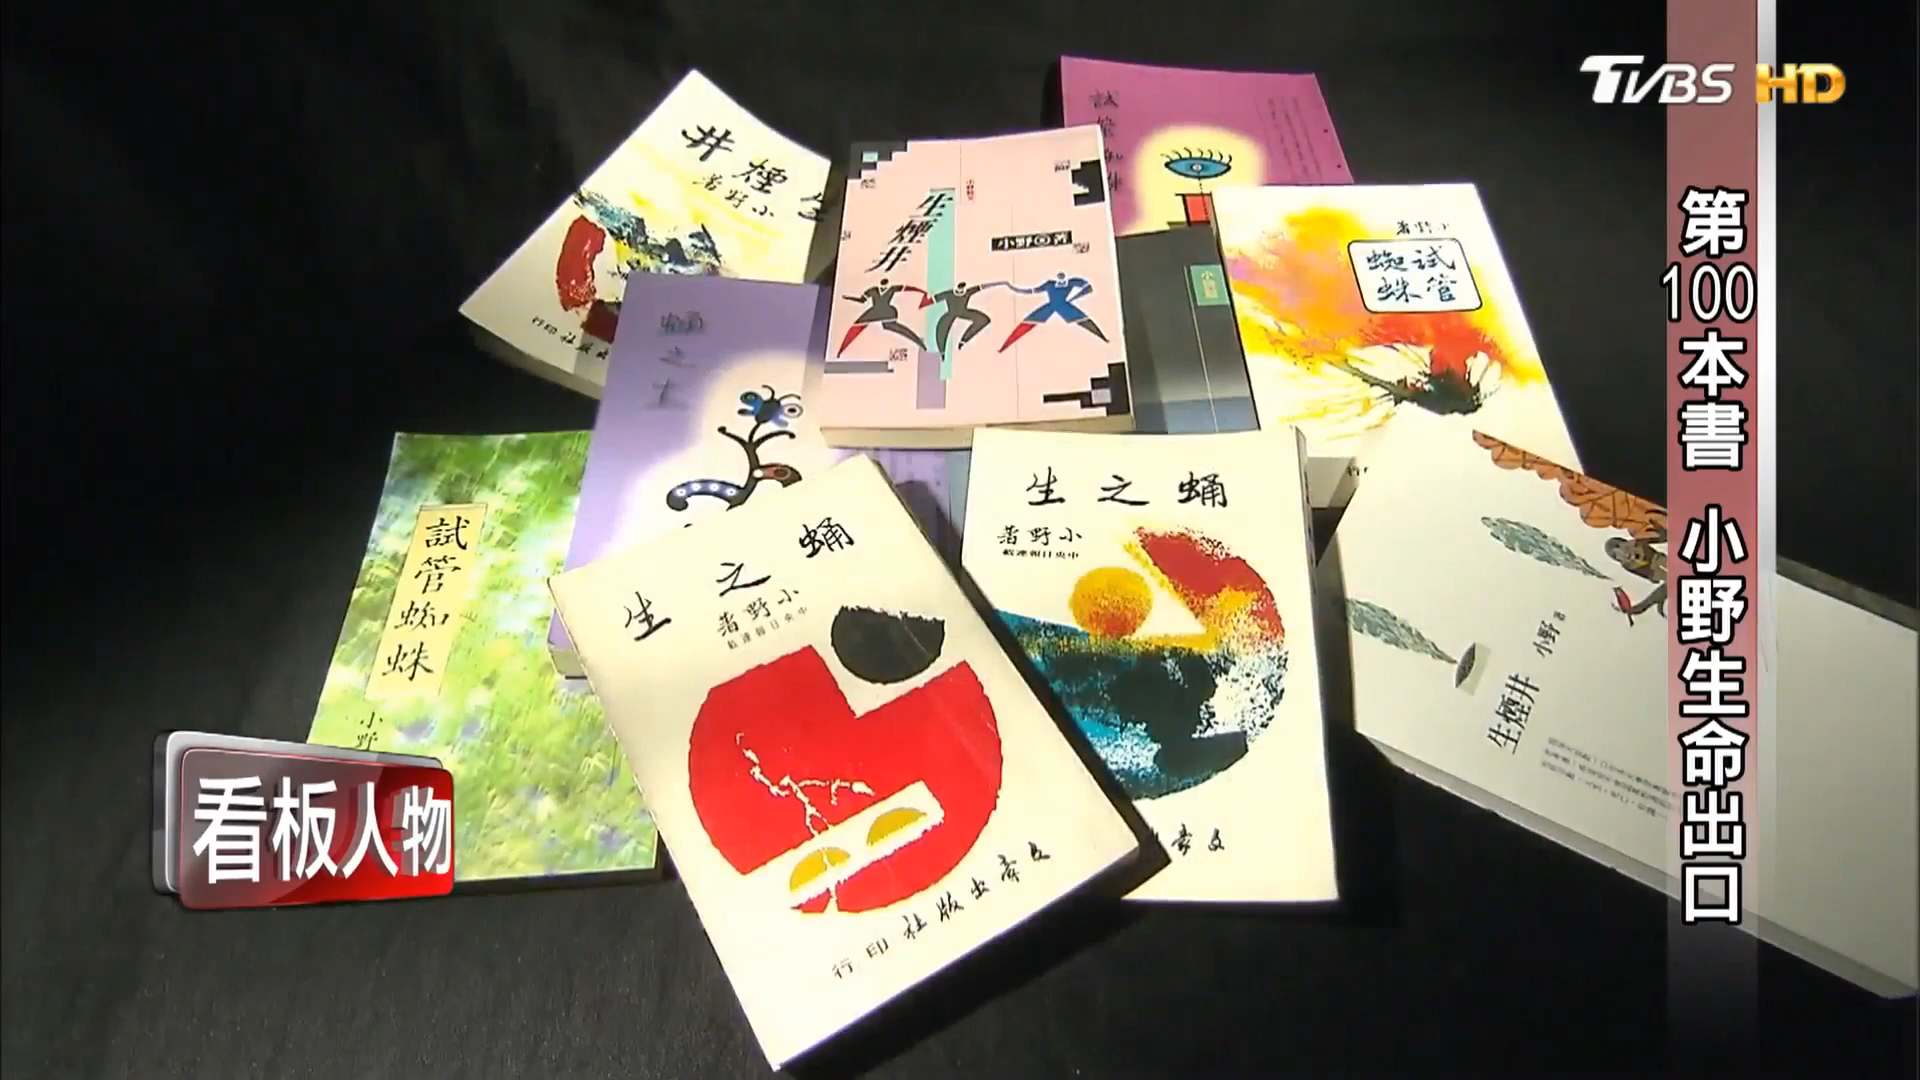 TVBS HD
第100本書 小野生命出口
看板人物
生煙井
小野著
生煙井
小野 著
試管蜘蛛
小野著
試管蜘蛛
蛹之生
試管蜘蛛
小野
蛹之生
小野著
中央日報連載
文豪出版社印行
蛹之生
小野著
中央日報連載
文豪
生煙井
小野 著